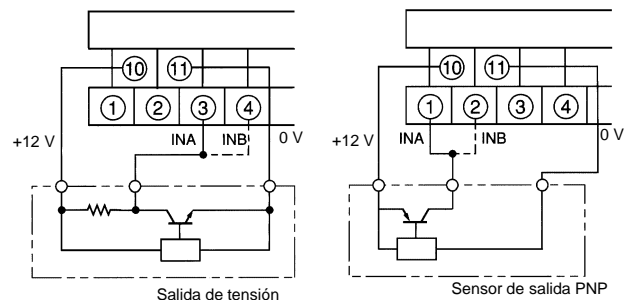 10 11 10 11
1 2 3 4 1 2 3 4
+12 V INA INB 0 V +12 V INA INB 0 V
Salida de tensión Sensor de salida PNP